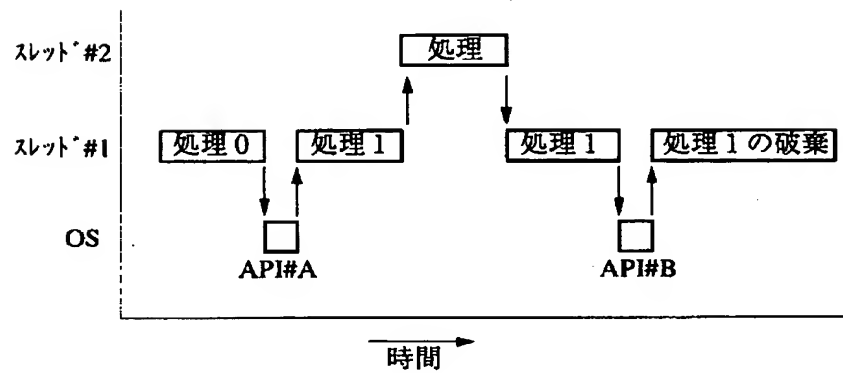 スレッド#2
処理
スレッド#1
処理0
処理1
処理1
処理1の破棄
OS
API#A
API#B
時間